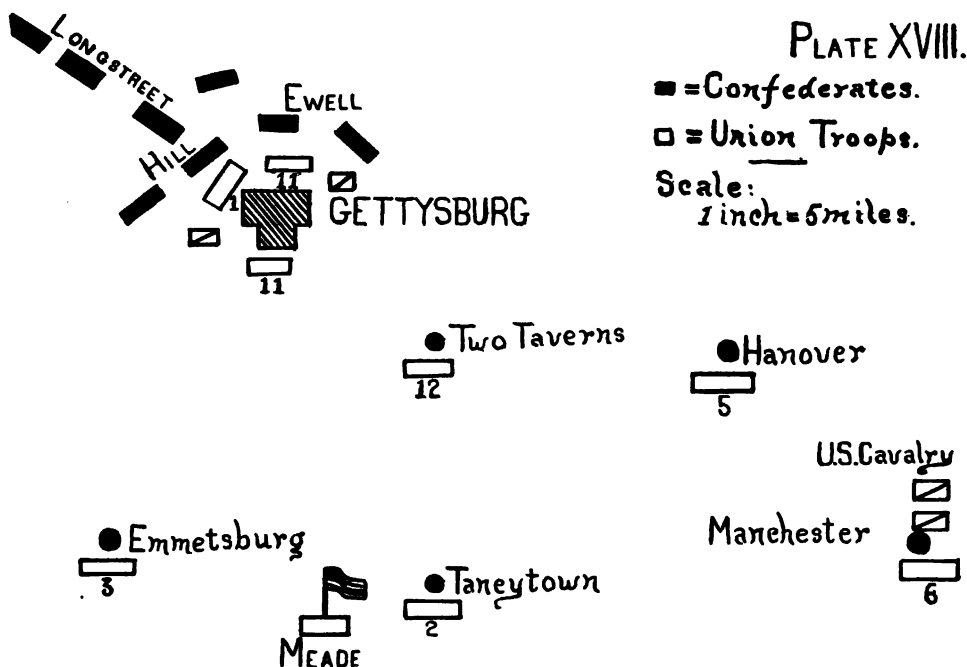 PLATE XVIII.
LONGSTREET
EWELL
= Confederates.
= Union Troops.
HILL
11
1
GETTYSBURG
Scale:
1 inch = 5 miles.
11
Two Taverns
12
Hanover
5
U.S. Cavalry
Manchester
6
Emmetsburg
3
Taneytown
2
MEADE